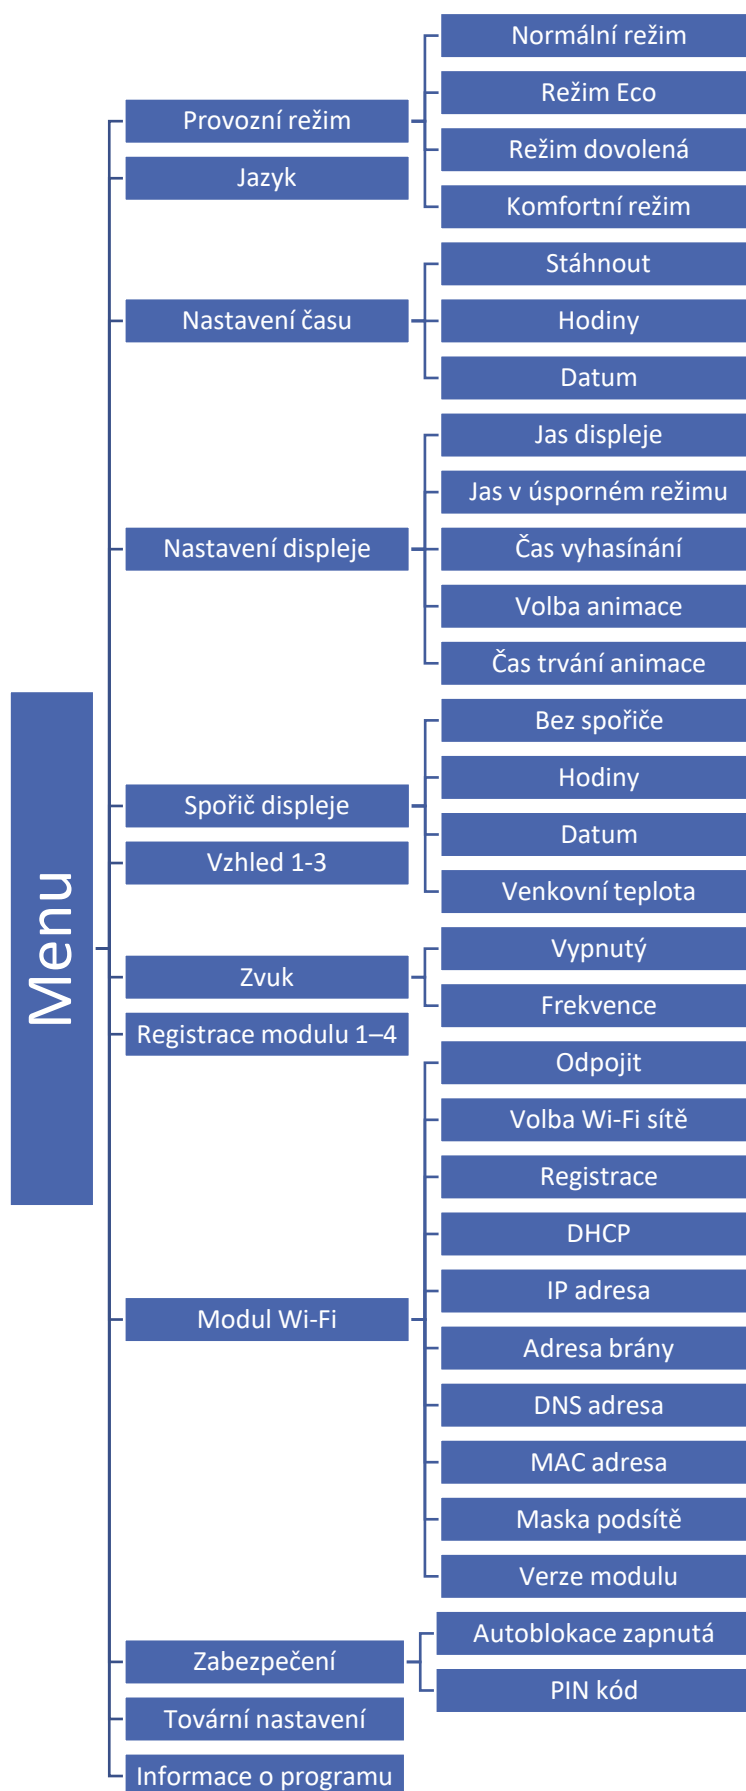 Menu
Provozní režim
Normální režim
Režim Eco
Režim dovolená
Komfortní režim
Jazyk
Nastavení času
Stáhnout
Hodiny
Datum
Nastavení displeje
Jas displeje
Jas v úsporném režimu
Čas vyhasínání
Volba animace
Čas trvání animace
Spořič displeje
Bez spořiče
Hodiny
Datum
Venkovní teplota
Vzhled 1-3
Zvuk
Vypnutý
Frekvence
Registrace modulu 1–4
Modul Wi-Fi
Odpojit
Volba Wi-Fi sítě
Registrace
DHCP
IP adresa
Adresa brány
DNS adresa
MAC adresa
Maska podsítě
Verze modulu
Zabezpečení
Autoblokace zapnutá
PIN kód
Tovární nastavení
Informace o programu